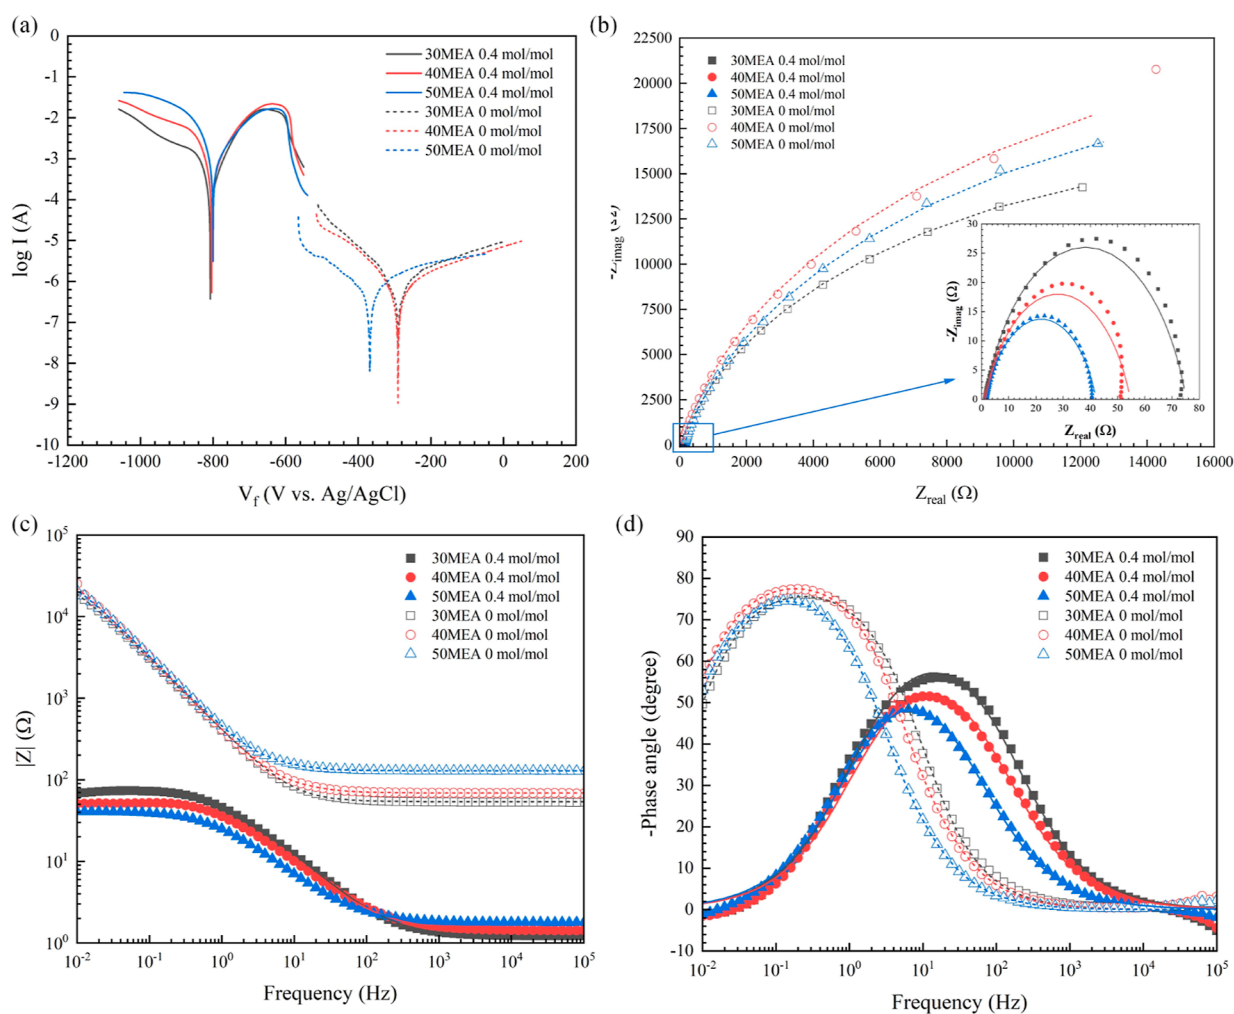 (a)
0
-1
-2
-3
-4
-5
-6
-7
-8
-9
-10
log I (A)
30MEA 0.4 mol/mol
40MEA 0.4 mol/mol
50MEA 0.4 mol/mol
30MEA 0 mol/mol
40MEA 0 mol/mol
50MEA 0 mol/mol
-1200 -1000 -800 -600 -400 -200 0 200
V_f (V vs. Ag/AgCl)
(b)
22500
20000
17500
15000
12500
10000
7500
5000
2500
0
30MEA 0.4 mol/mol
40MEA 0.4 mol/mol
50MEA 0.4 mol/mol
30MEA 0 mol/mol
40MEA 0 mol/mol
50MEA 0 mol/mol
-Z_imag (Ω)
30
25
20
15
10
5
0
-Z_imag (Ω)
0 10 20 30 40 50 60 70 80
Z_real (Ω)
0 2000 4000 6000 8000 10000 12000 14000 16000
Z_real (Ω)
(c)
10^5
10^4
10^3
10^2
10^1
10^0
|Z| (Ω)
30MEA 0.4 mol/mol
40MEA 0.4 mol/mol
50MEA 0.4 mol/mol
30MEA 0 mol/mol
40MEA 0 mol/mol
50MEA 0 mol/mol
10^-2 10^-1 10^0 10^1 10^2 10^3 10^4 10^5
Frequency (Hz)
(d)
90
80
70
60
50
40
30
20
10
0
-10
-Phase angle (degree)
30MEA 0.4 mol/mol
40MEA 0.4 mol/mol
50MEA 0.4 mol/mol
30MEA 0 mol/mol
40MEA 0 mol/mol
50MEA 0 mol/mol
10^-2 10^-1 10^0 10^1 10^2 10^3 10^4 10^5
Frequency (Hz)